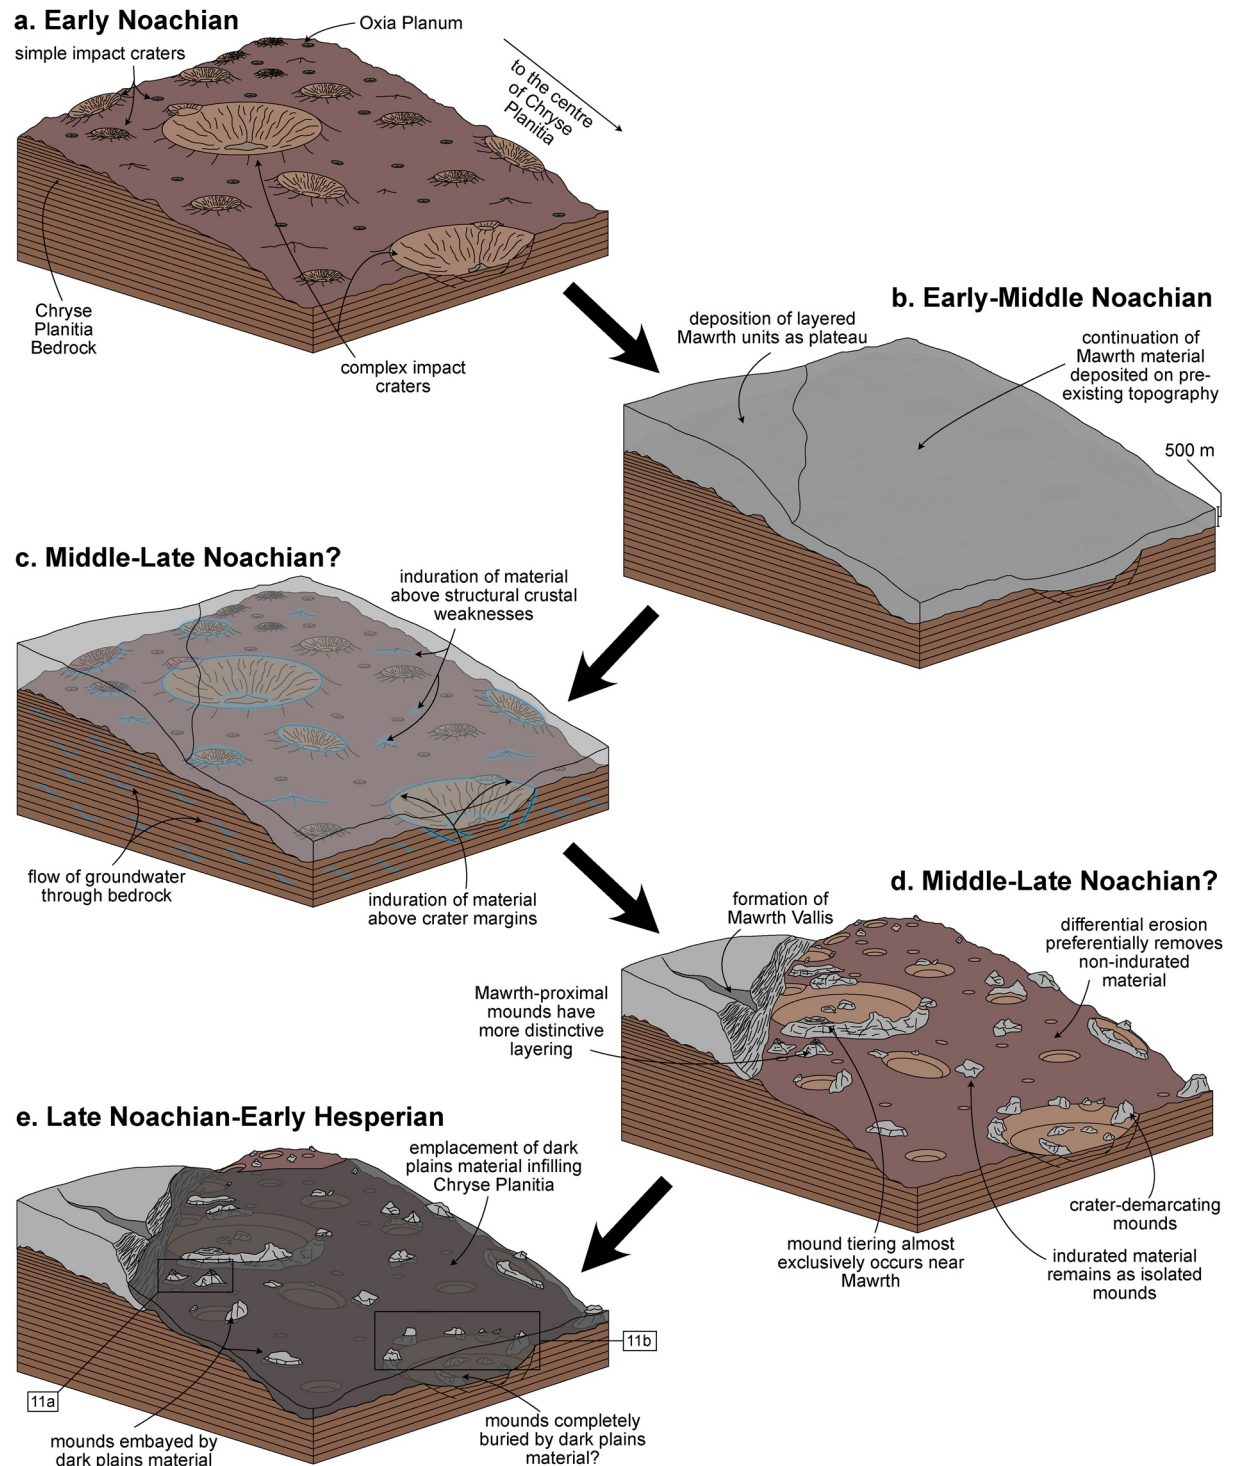 a. Early Noachian
simple impact craters
Oxia Planum
to the centre
of Chryse
Planitia
Chryse
Planitia
Bedrock
complex impact
craters
b. Early-Middle Noachian
deposition of layered
Mawrth units as plateau
continuation of
Mawrth material
deposited on pre-
existing topography
500 m
c. Middle-Late Noachian?
induration of material
above structural crustal
weaknesses
flow of groundwater
through bedrock
induration of material
above crater margins
d. Middle-Late Noachian?
formation of
Mawrth Vallis
differential erosion
preferentially removes
non-indurated
material
Mawrth-proximal
mounds have
more distinctive
layering
mound tiering almost
exclusively occurs near
Mawrth
crater-demarcating
mounds
indurated material
remains as isolated
mounds
e. Late Noachian-Early Hesperian
emplacement of dark
plains material infilling
Chryse Planitia
11a
11b
mounds embayed by
dark plains material
mounds completely
buried by dark plains
material?